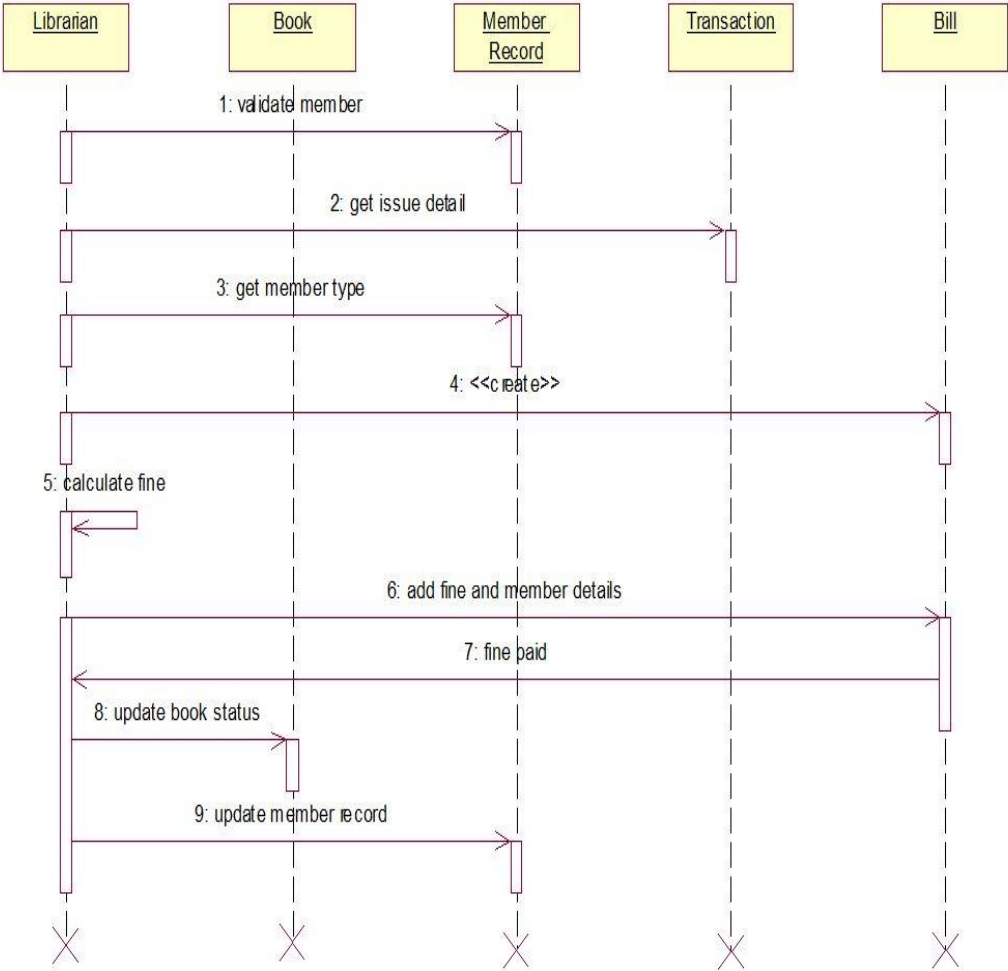 Librarian
Book
Member
Record
Transaction
Bill
1: validate member
2: get issue detail
3: get member type
4: <<create>>
5: calculate fine
6: add fine and member details
7: fine paid
8: update book status
9: update member record